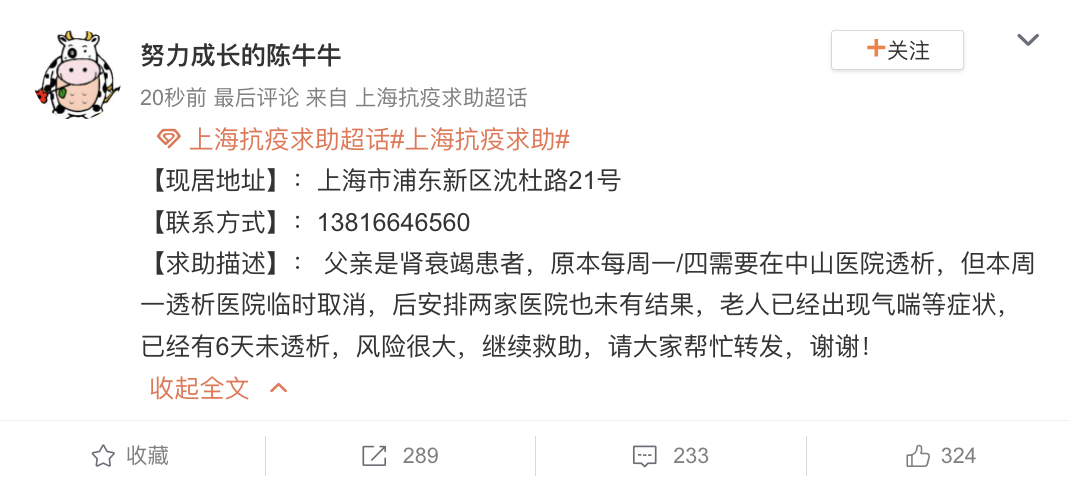 努力成长的陈牛牛
+关注
20秒前 最后评论 来自 上海抗疫求助超话
上海抗疫求助超话#上海抗疫求助#
【现居地址】：上海市浦东新区沈杜路21号
【联系方式】：13816646560
【求助描述】： 父亲是肾衰竭患者，原本每周一/四需要在中山医院透析，但本周
一透析医院临时取消，后安排两家医院也未有结果，老人已经出现气喘等症状，
已经有6天未透析，风险很大，继续救助，请大家帮忙转发，谢谢！
收起全文
收藏
289
233
324